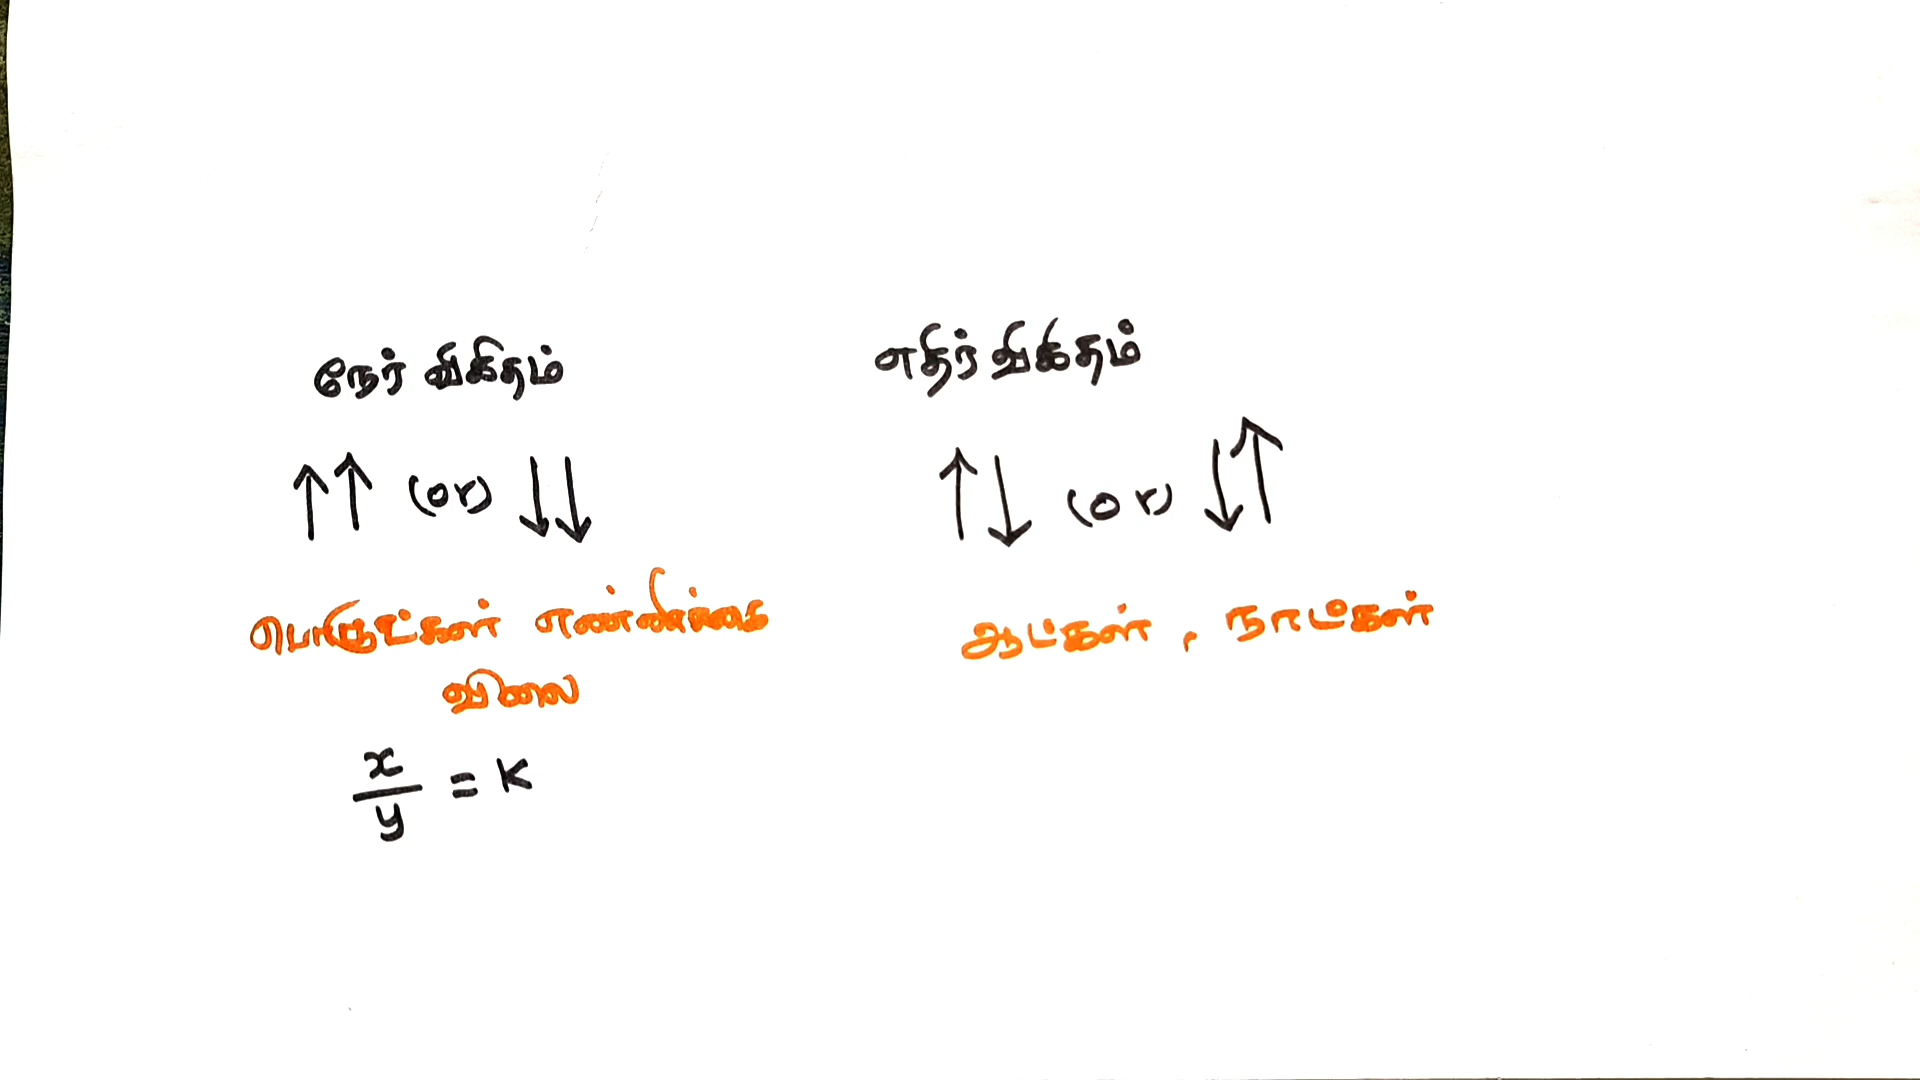 நேர் விகிதம்
↑↑ (or) ↓↓
பொருட்கள் எண்ணிக்கை
விலை
x/y = K
எதிர் விகிதம்
↑↓ (or) ↓↑
ஆட்கள் , நாட்கள்